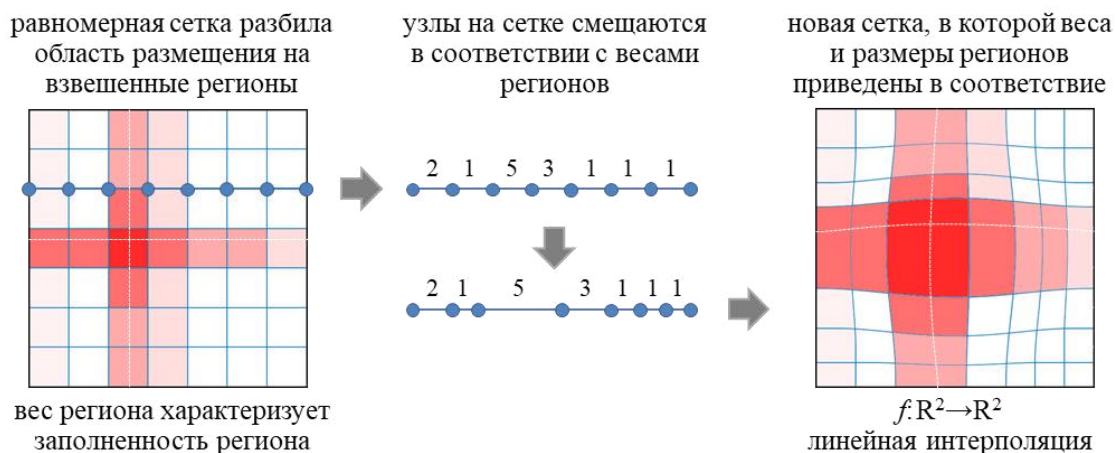 равномерная сетка разбила
область размещения на
взвешенные регионы
узлы на сетке смещаются
в соответствии с весами
регионов
новая сетка, в которой веса
и размеры регионов
приведены в соответствие
2 1 5 3 1 1 1
2 1 5 3 1 1 1
вес региона характеризует
заполненность региона
f:R²→R²
линейная интерполяция